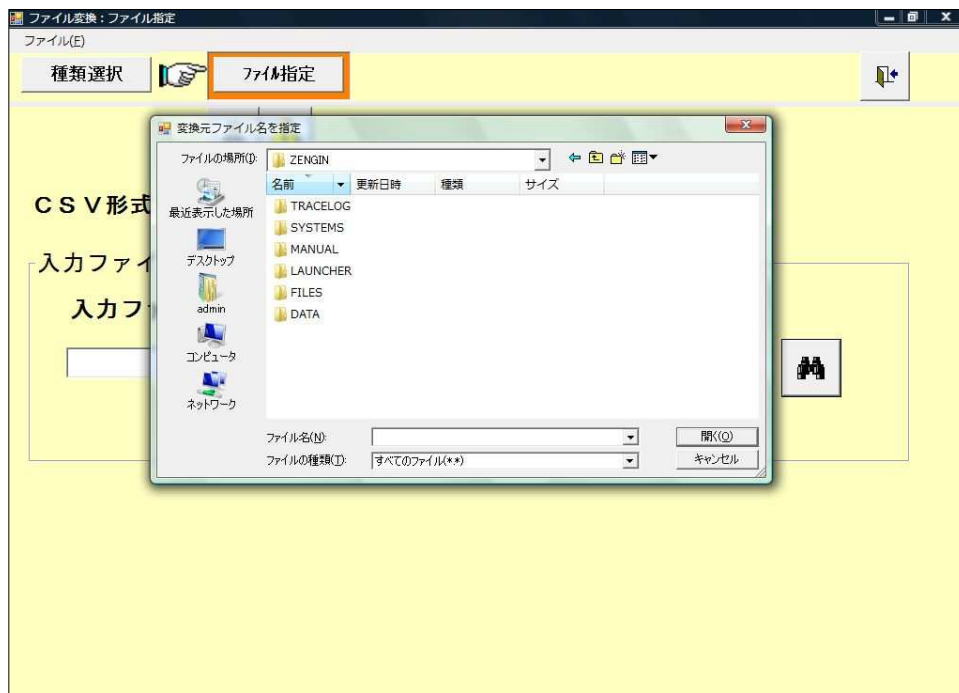 ファイル変換：ファイル指定
ファイル(E)
種類選択
ファイル指定
変換元ファイル名を指定
ファイルの場所(I):
ZENGIN
名前
更新日時
種類
サイズ
最近表示した場所
デスクトップ
admin
コンピュータ
ネットワーク
TRACELOG
SYSTEMS
MANUAL
LAUNCHER
FILES
DATA
CSV形式
入力ファイ
入力フ
ファイル名(N):
開く(O)
ファイルの種類(T):
すべてのファイル(*.*)
キャンセル